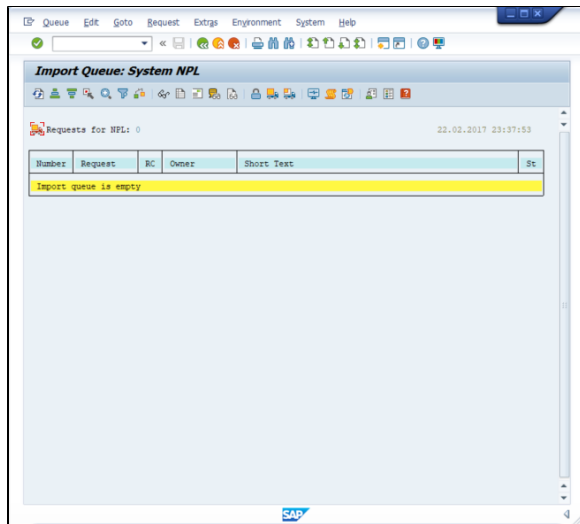 Queue Edit Goto Request Extras Environment System Help
Import Queue: System NPL
Requests for NPL: 0 22.02.2017 23:37:53
Number Request RC Owner Short Text St
Import queue is empty
SAP